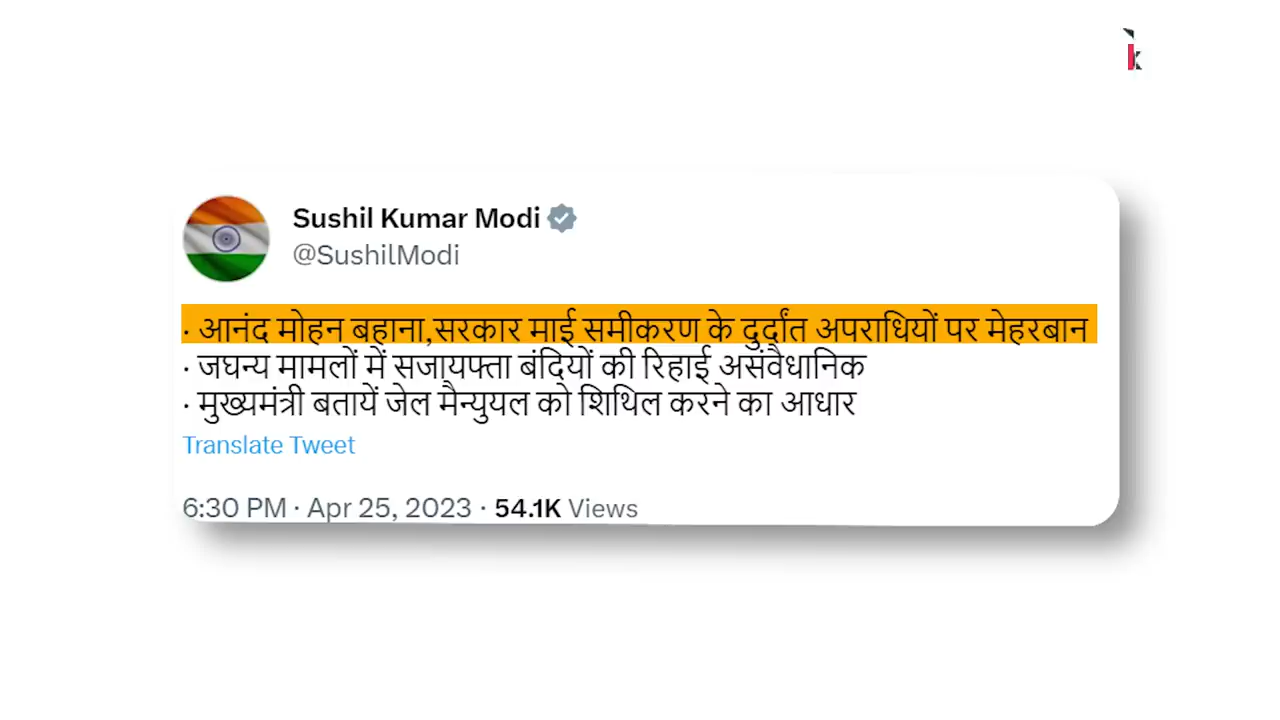 Sushil Kumar Modi
@SushilModi
· आनंद मोहन बहाना,सरकार माई समीकरण के दुर्दांत अपराधियों पर मेहरबान
· जघन्य मामलों में सजायफ्ता बंदियों की रिहाई असंवैधानिक
· मुख्यमंत्री बतायें जेल मैन्युयल को शिथिल करने का आधार
Translate Tweet
6:30 PM · Apr 25, 2023 · 54.1K Views